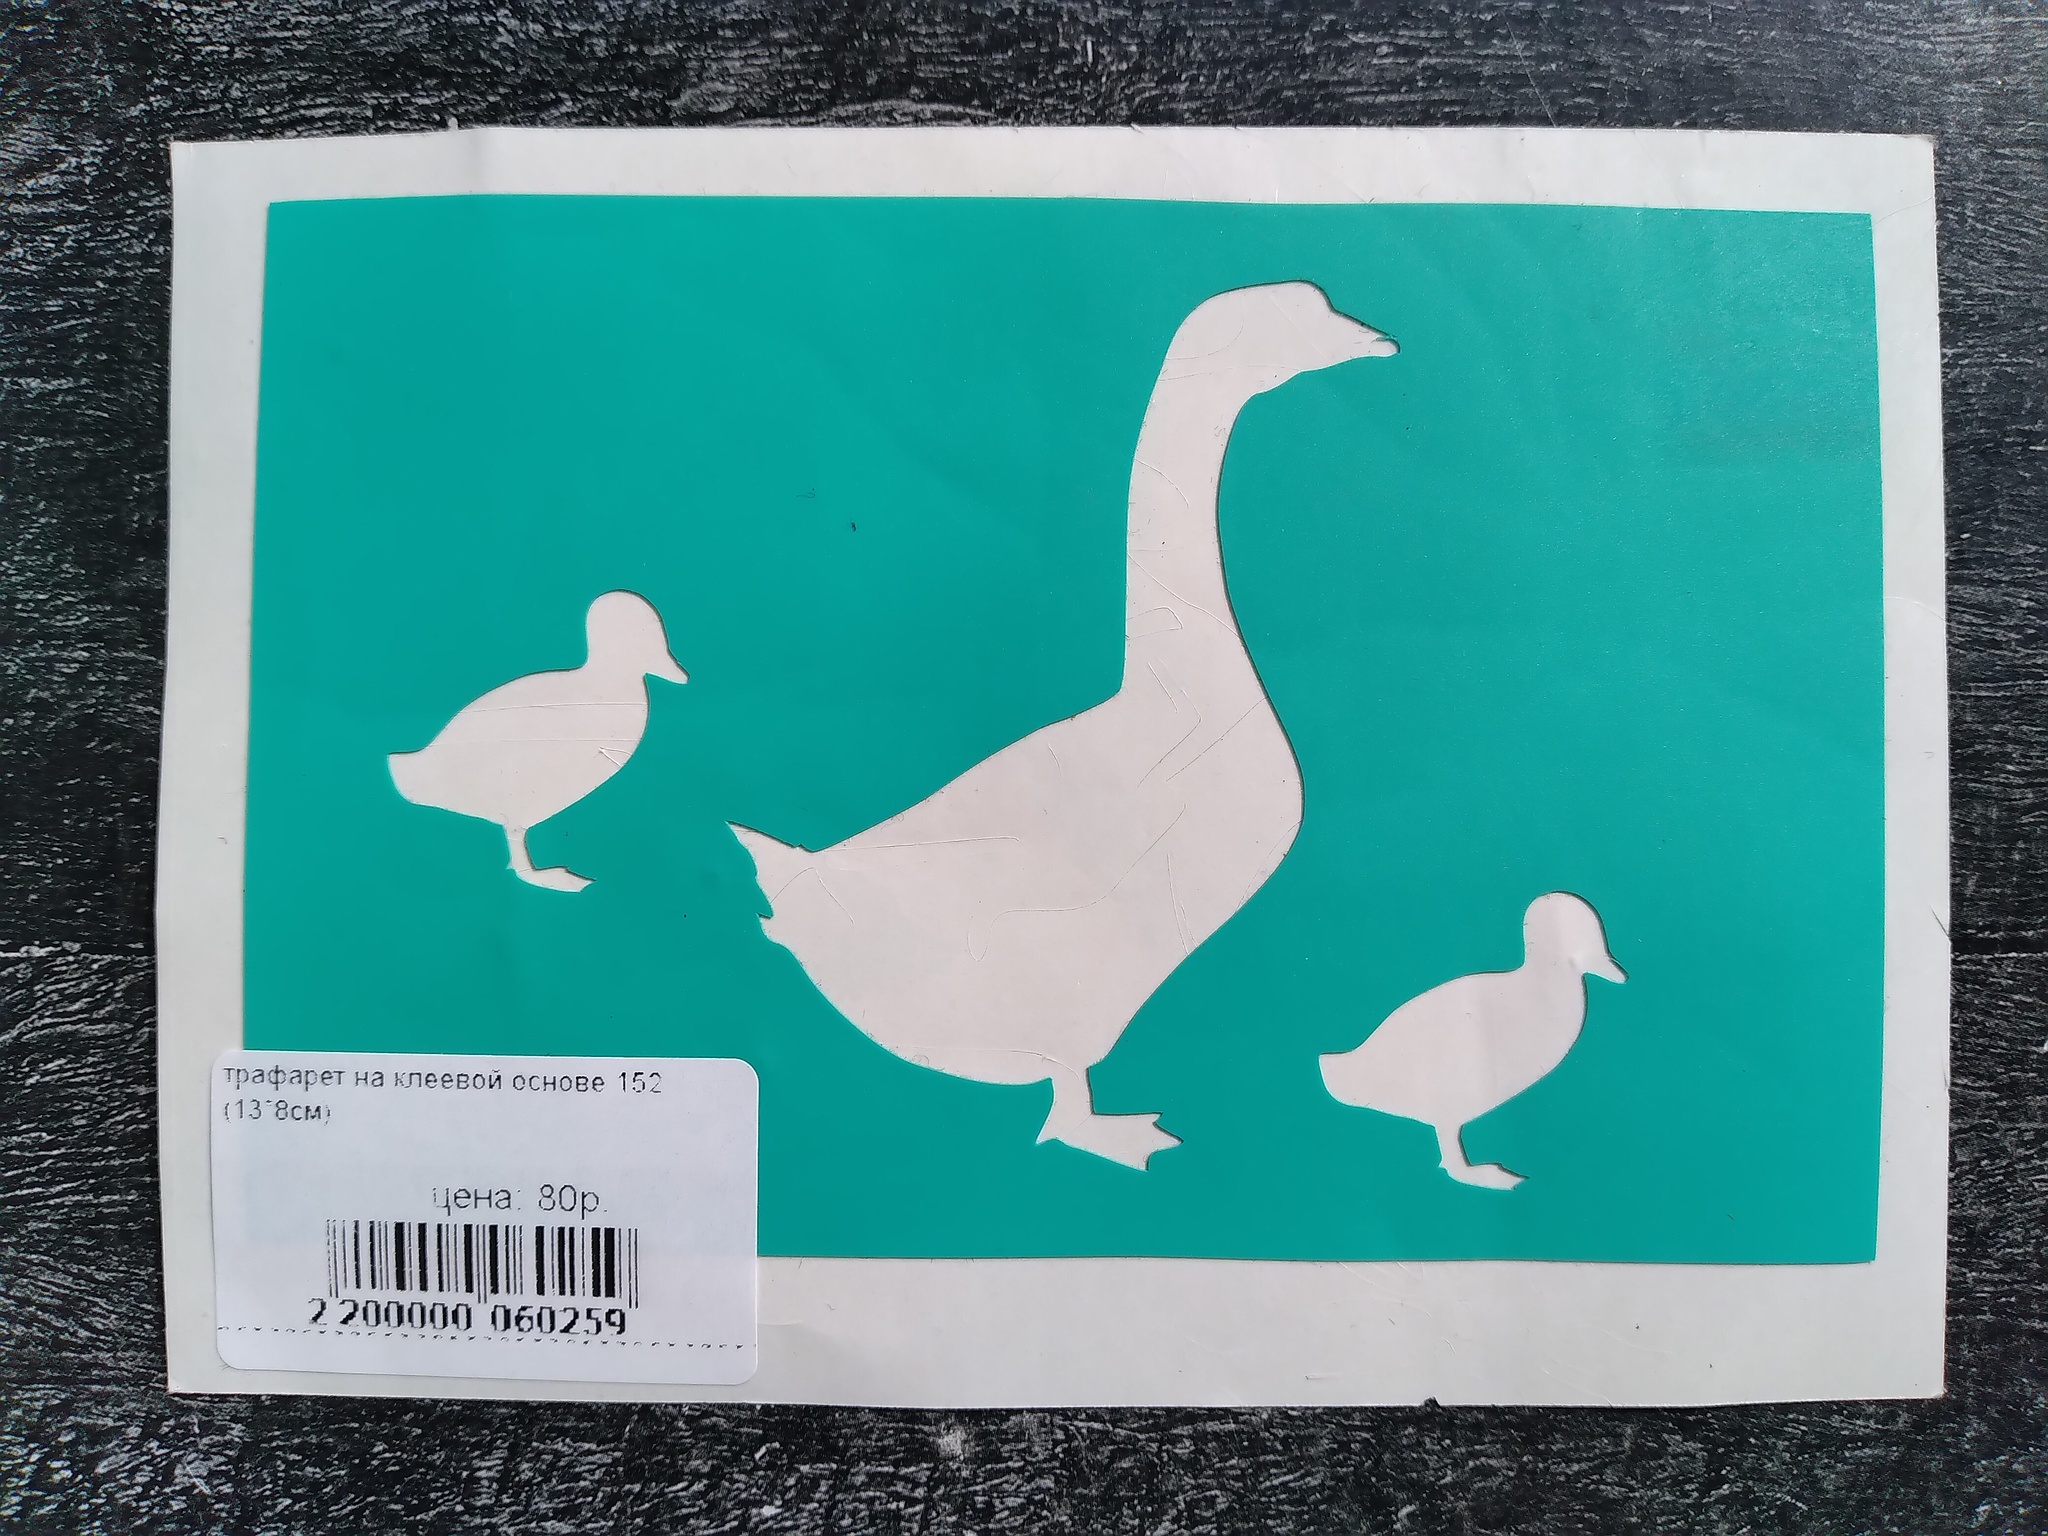 трафарет на клеевой основе 152
(13*8см)
цена: 80р.
2 200000 060259